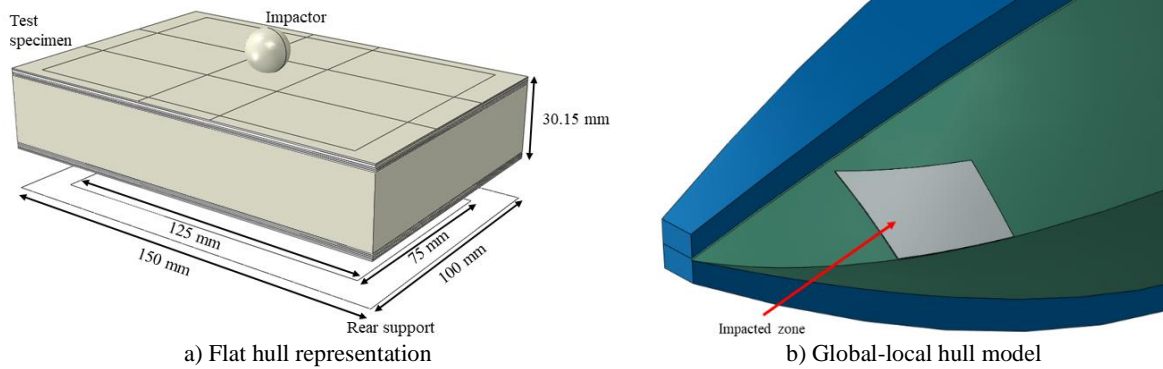 Test
specimen
Impactor
30.15 mm
125 mm
75 mm
150 mm
100 mm
Rear support
a) Flat hull representation
Impacted zone
b) Global-local hull model